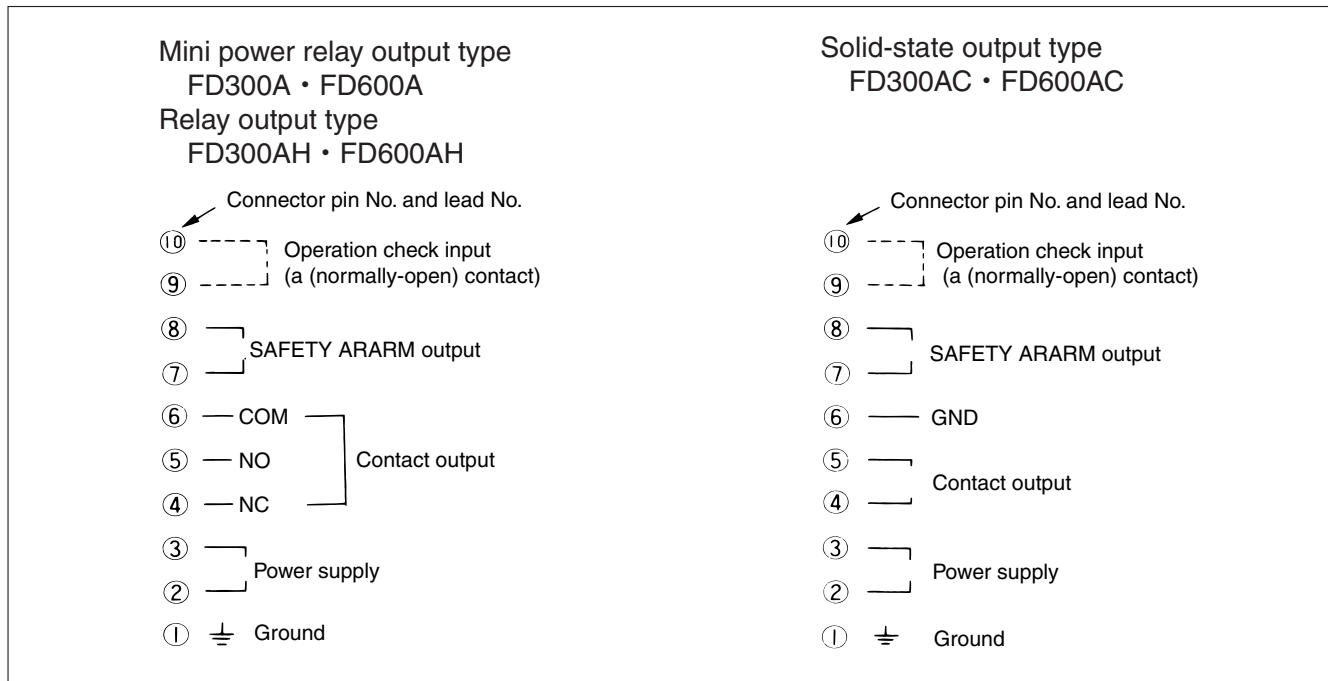 Mini power relay output type
FD300A・FD600A
Relay output type
FD300AH・FD600AH
Connector pin No. and lead No.
⑩
Operation check input
(a (normally-open) contact)
⑨
⑧
SAFETY ARARM output
⑦
⑥ COM
⑤ NO
Contact output
④ NC
③
Power supply
②
① Ground
Solid-state output type
FD300AC・FD600AC
Connector pin No. and lead No.
⑩
Operation check input
(a (normally-open) contact)
⑨
⑧
SAFETY ARARM output
⑦
⑥ GND
⑤
Contact output
④
③
Power supply
②
① Ground